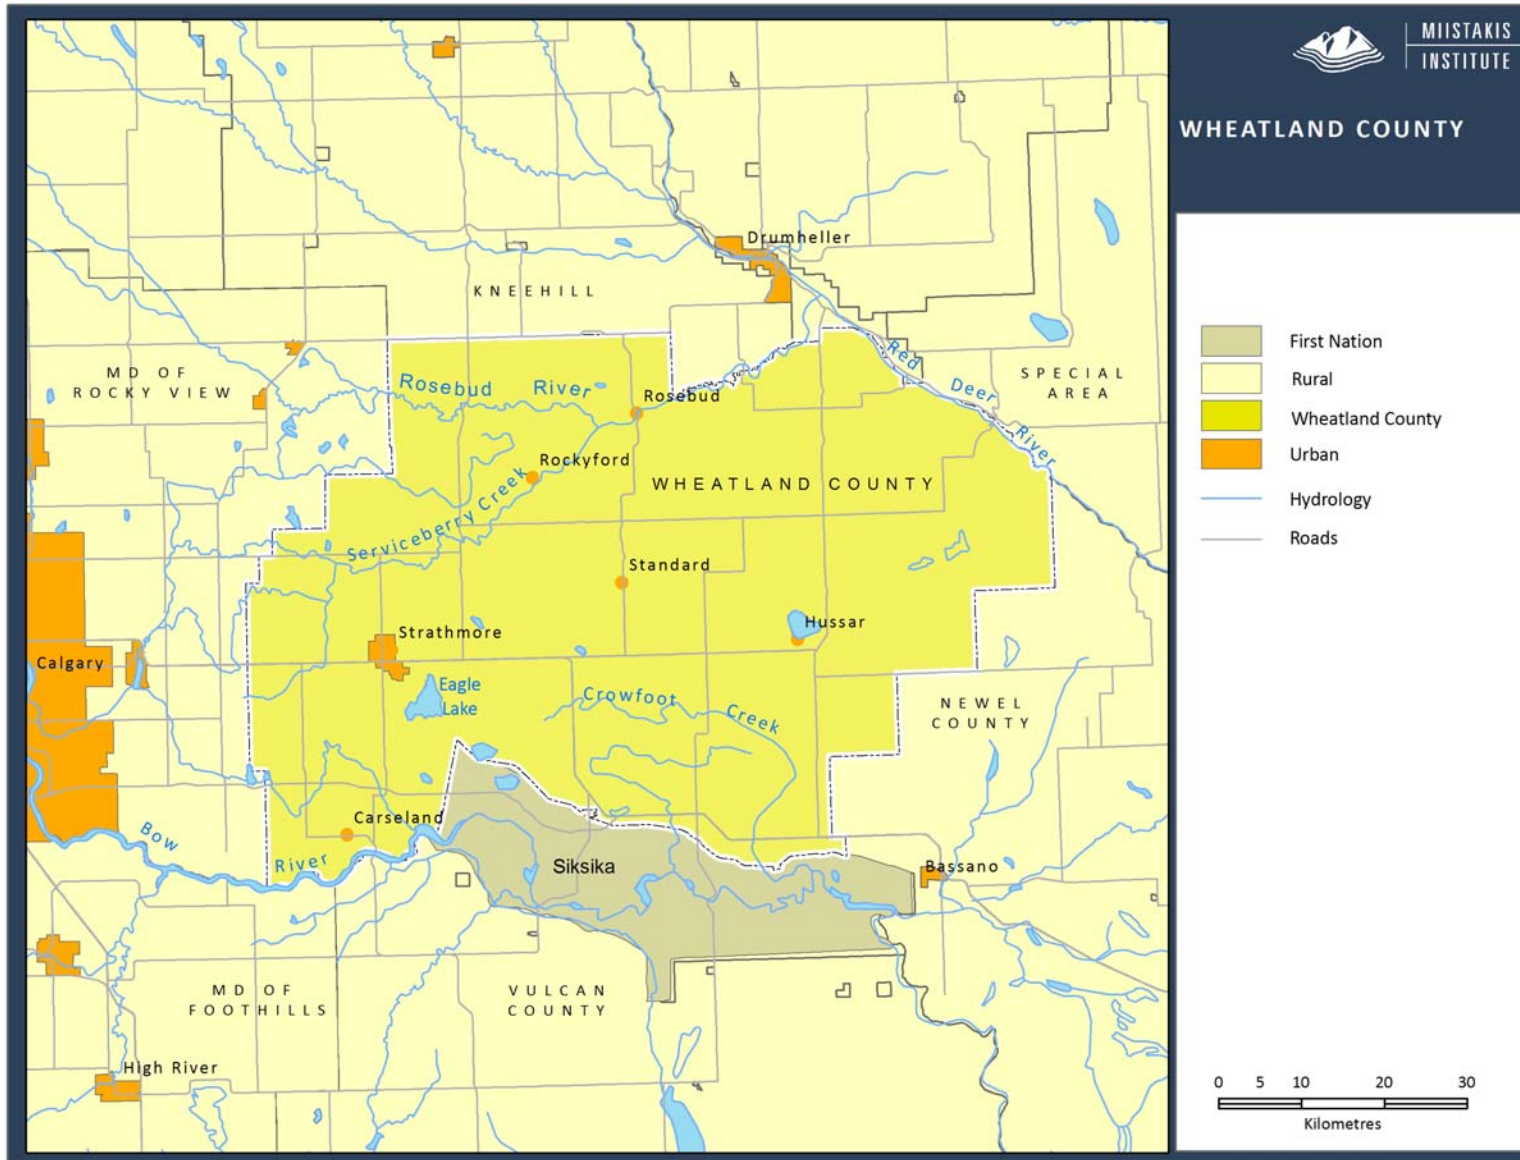 MIISTAKIS
INSTITUTE
WHEATLAND COUNTY
Drumheller
KNEEHILL
MD OF
ROCKY VIEW
Rosebud River
Rosebud
Red Deer River
SPECIAL
AREA
Rockyford
Serviceberry Creek
WHEATLAND COUNTY
Standard
Strathmore
Hussar
Calgary
Eagle
Lake
Crowfoot Creek
NEWEL
COUNTY
Carseland
Bow River
Siksika
Bassano
MD OF
FOOTHILLS
VULCAN
COUNTY
High River
First Nation
Rural
Wheatland County
Urban
Hydrology
Roads
0 5 10 20 30
Kilometres